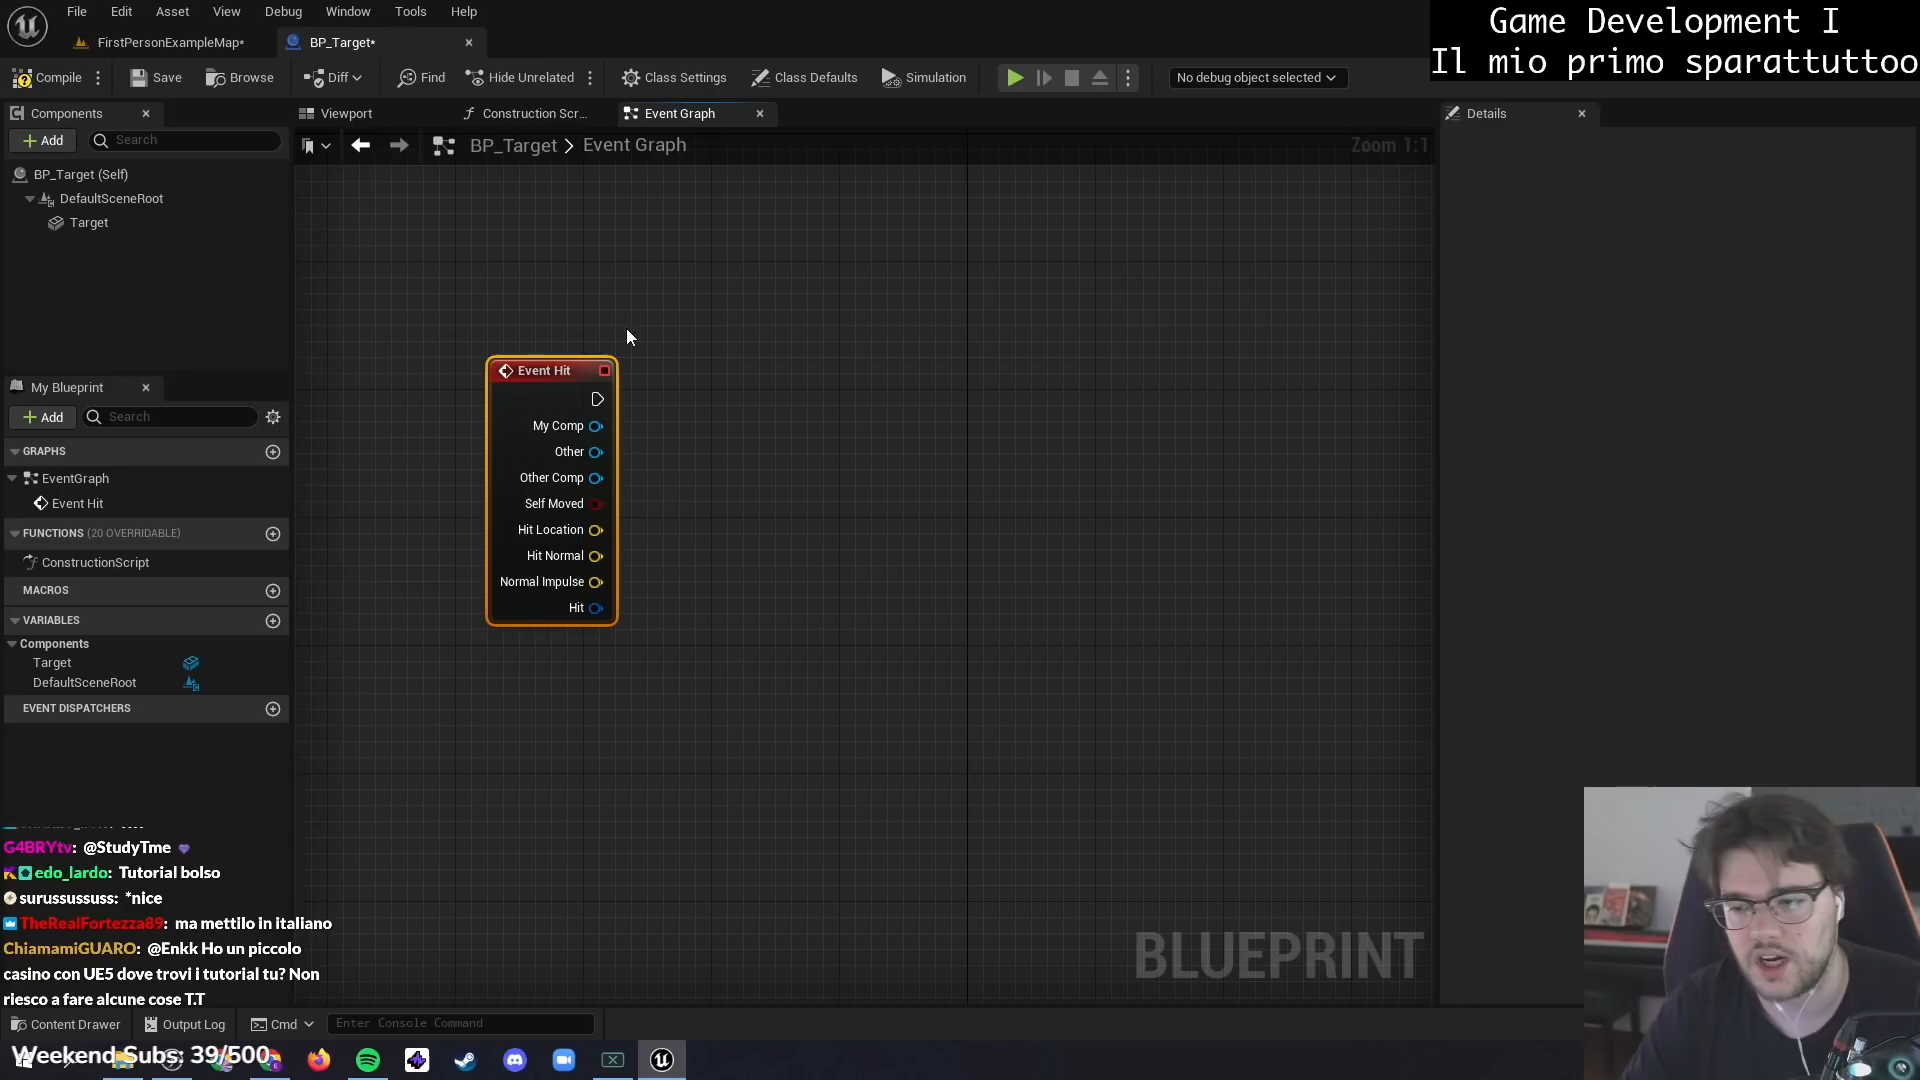 File Edit Asset View Debug Window Tools Help
Game Development I
Il mio primo sparattuttoo
FirstPersonExampleMap*
BP_Target*
Compile
Save
Browse
Diff
Find
Hide Unrelated
Class Settings
Class Defaults
Simulation
No debug object selected
Components
Viewport
Construction Scr...
Event Graph
Details
Add
Search
BP_Target > Event Graph
Zoom 1:1
BP_Target (Self)
DefaultSceneRoot
Target
Event Hit
My Comp
Other
Other Comp
Self Moved
Hit Location
Hit Normal
Normal Impulse
Hit
My Blueprint
Add
Search
GRAPHS
EventGraph
Event Hit
FUNCTIONS (20 OVERRIDABLE)
ConstructionScript
MACROS
VARIABLES
Components
Target
DefaultSceneRoot
EVENT DISPATCHERS
G4BRYtv: @StudyTme
edo_lardo: Tutorial bolso
surussussuss: *nice
TheRealFortezza89: ma mettilo in italiano
ChiamamiGUARO: @Enkk Ho un piccolo
casino con UE5 dove trovi i tutorial tu? Non
riesco a fare alcune cose T.T
BLUEPRINT
Content Drawer
Output Log
Cmd
Enter Console Command
Weekend Subs: 39/500